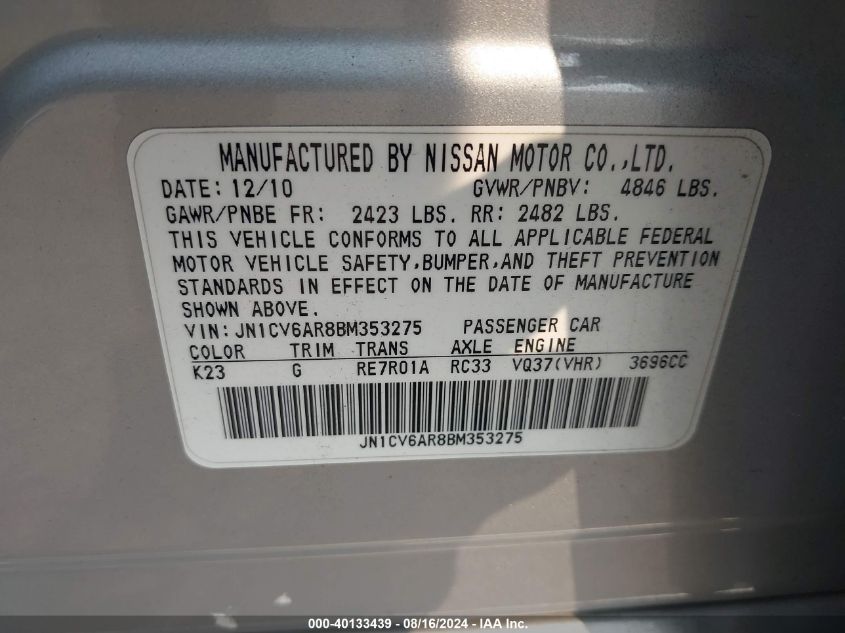 MANUFACTURED BY NISSAN MOTOR CO.,LTD.
DATE: 12/10 GVWR/PNBV: 4846 LBS.
GAWR/PNBE FR: 2423 LBS. RR: 2482 LBS.
THIS VEHICLE CONFORMS TO ALL APPLICABLE FEDERAL
MOTOR VEHICLE SAFETY,BUMPER,AND THEFT PREVENTION
STANDARDS IN EFFECT ON THE DATE OF MANUFACTURE
SHOWN ABOVE.
VIN: JN1CV6AR8BM353275 PASSENGER CAR
COLOR TRIM TRANS AXLE ENGINE
K23 G RE7R01A RC33 VQ37(VHR) 3696CC
JN1CV6AR8BM353275
000-40133439 - 08/16/2024 - IAA Inc.